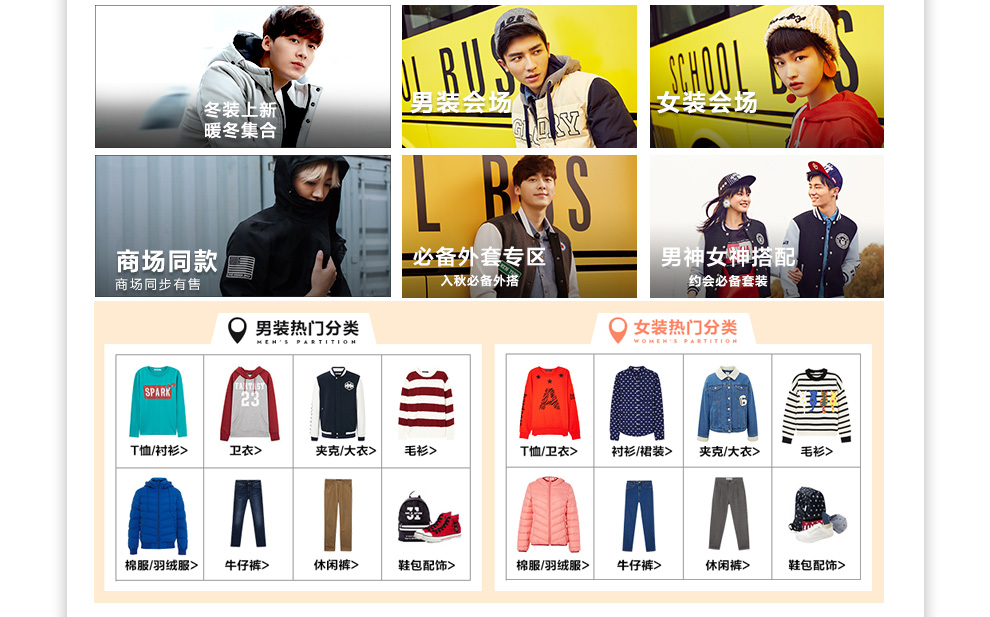 冬装上新
暖冬集合
OL BUS
GLORY
男装会场
SCHOOL BUS
女装会场
商场同款
商场同步有售
L BUS
必备外套专区
入秋必备外搭
男神女神搭配
约会必备套装
男装热门分类
MEN'S PARTITION
女装热门分类
WOMEN'S PARTITION
SPARK
FANTAST
23
A
G
T恤/衬衫>
卫衣>
夹克/大衣>
毛衫>
T恤/卫衣>
衬衫/裙装>
夹克/大衣>
毛衫>
棉服/羽绒服>
牛仔裤>
休闲裤>
鞋包配饰>
棉服/羽绒服>
牛仔裤>
休闲裤>
鞋包配饰>